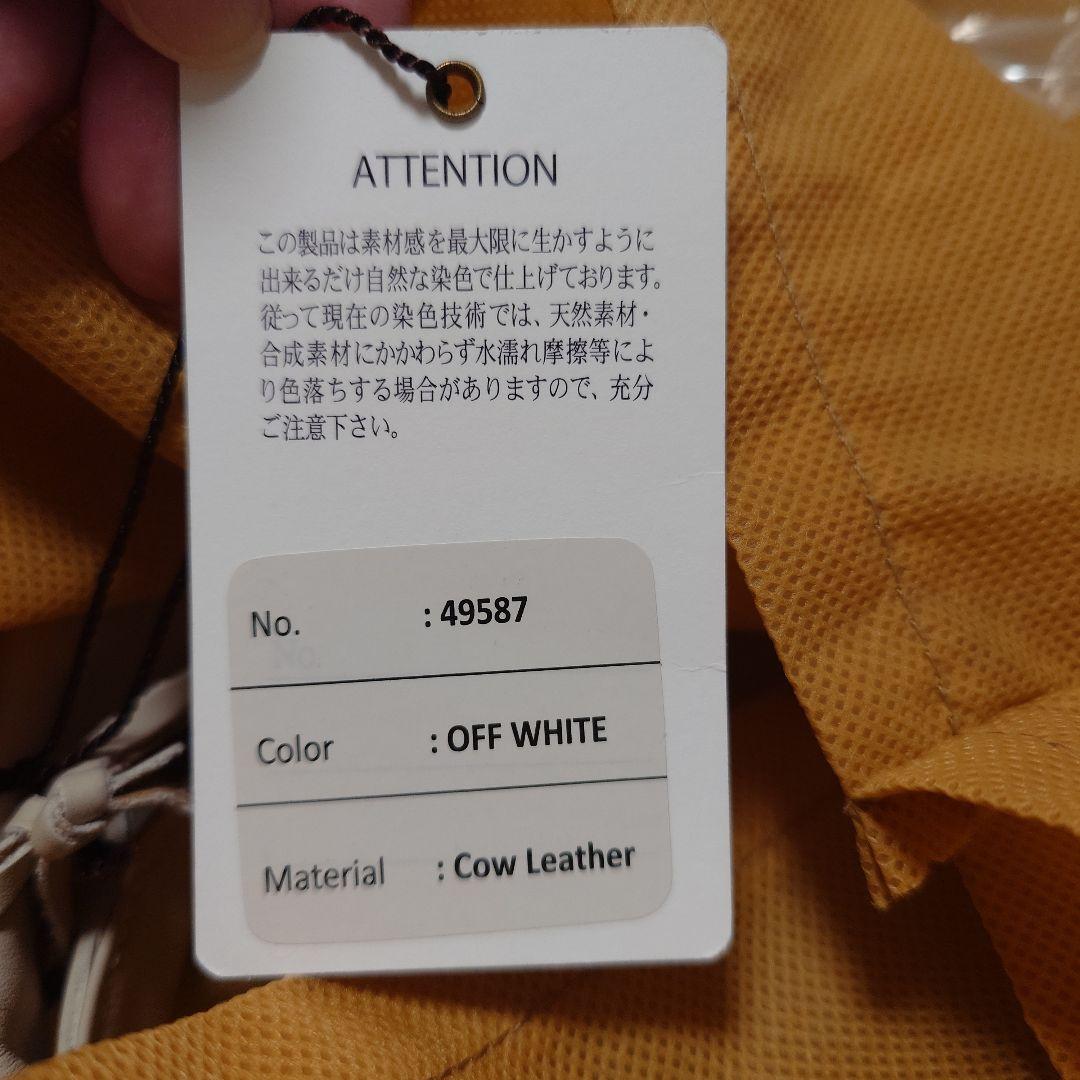 ATTENTION
この製品は素材感を最大限に生かすように
出来るだけ自然な染色で仕上げております。
従って現在の染色技術では、天然素材・
合成素材にかかわらず水濡れ摩擦等によ
り色落ちする場合がありますので、充分
ご注意下さい。
No. : 49587
Color : OFF WHITE
Material : Cow Leather